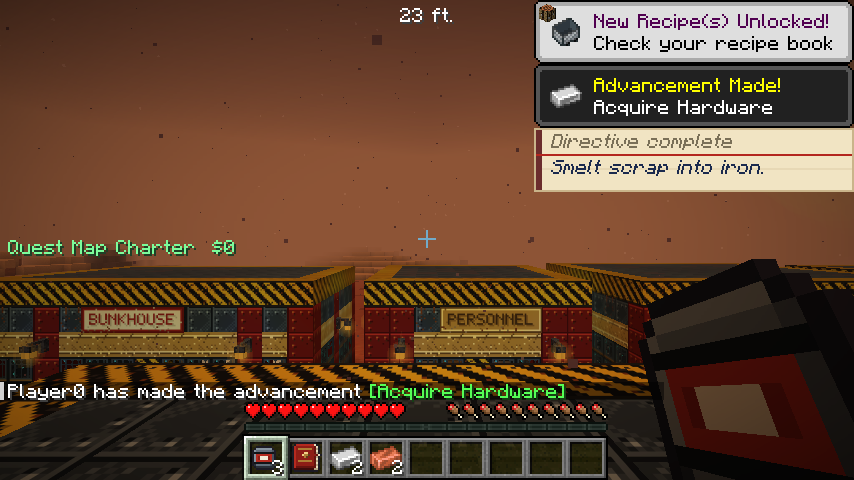 23 ft.
New Recipe(s) Unlocked!
Check your recipe book
Advancement Made!
Acquire Hardware
Directive complete
Smelt scrap into iron.
Quest Map Charter $0
BUNKHOUSE
PERSONNEL
Player0 has made the advancement [Acquire Hardware]
3
2
2